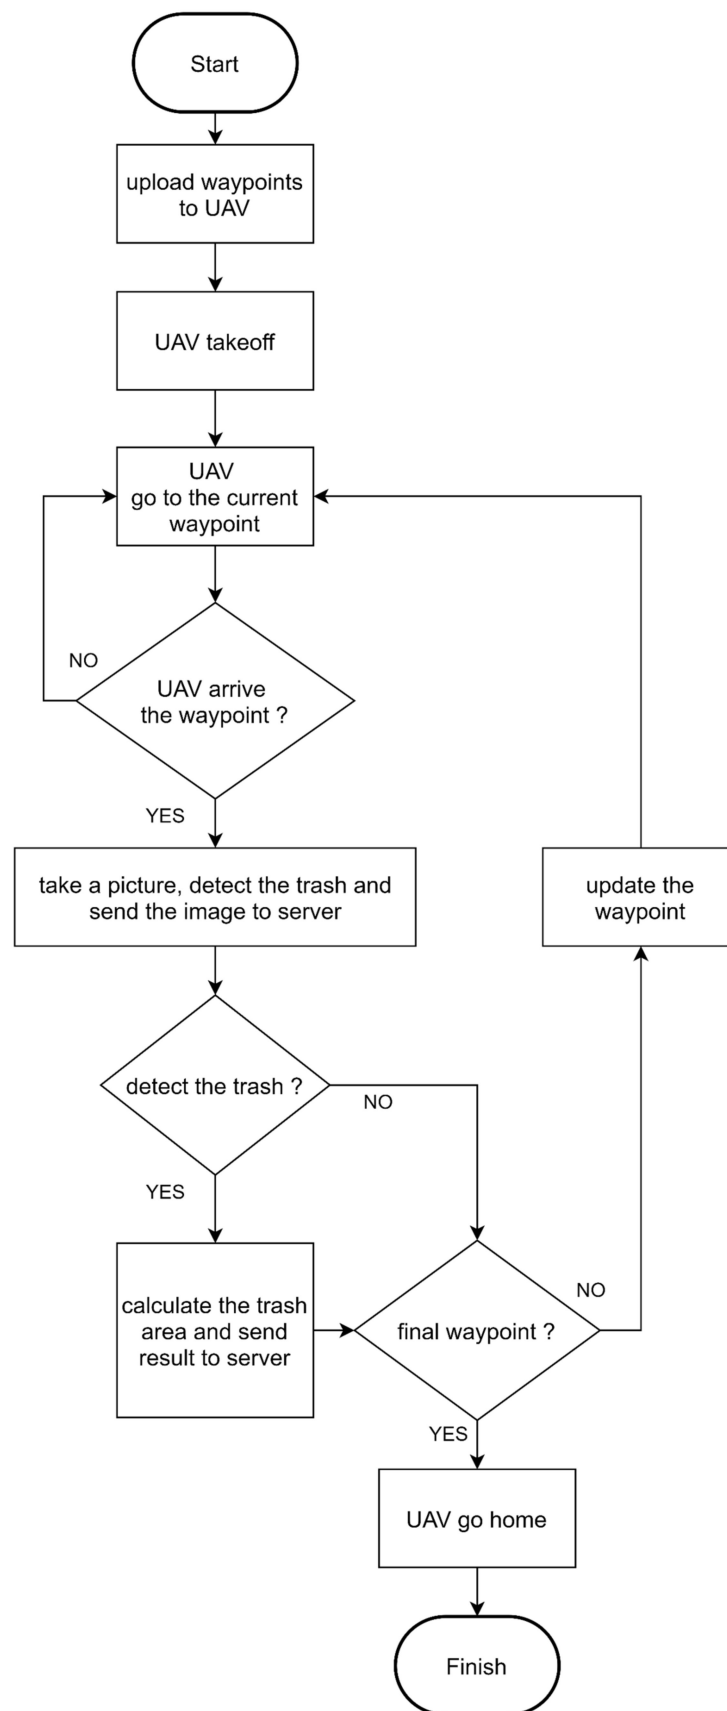 Start
upload waypoints
to UAV
UAV takeoff
UAV
go to the current
waypoint
NO
UAV arrive
the waypoint ?
YES
take a picture, detect the trash and
send the image to server
update the
waypoint
detect the trash ?
NO
YES
calculate the trash
area and send
result to server
final waypoint ?
NO
YES
UAV go home
Finish